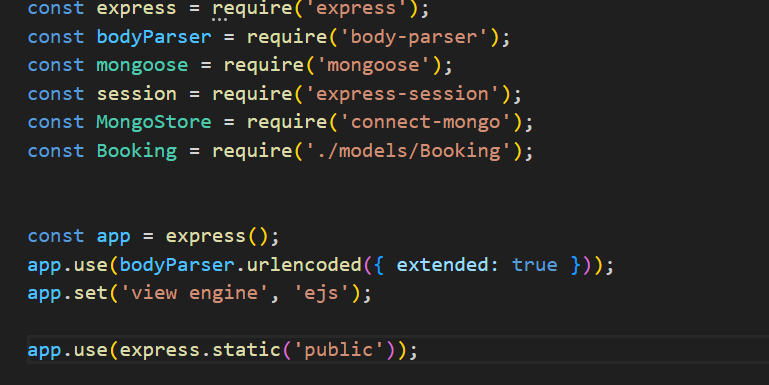 const express = require('express');
const bodyParser = require('body-parser');
const mongoose = require('mongoose');
const session = require('express-session');
const MongoStore = require('connect-mongo');
const Booking = require('./models/Booking');
const app = express();
app.use(bodyParser.urlencoded({ extended: true }));
app.set('view engine', 'ejs');
app.use(express.static('public'));